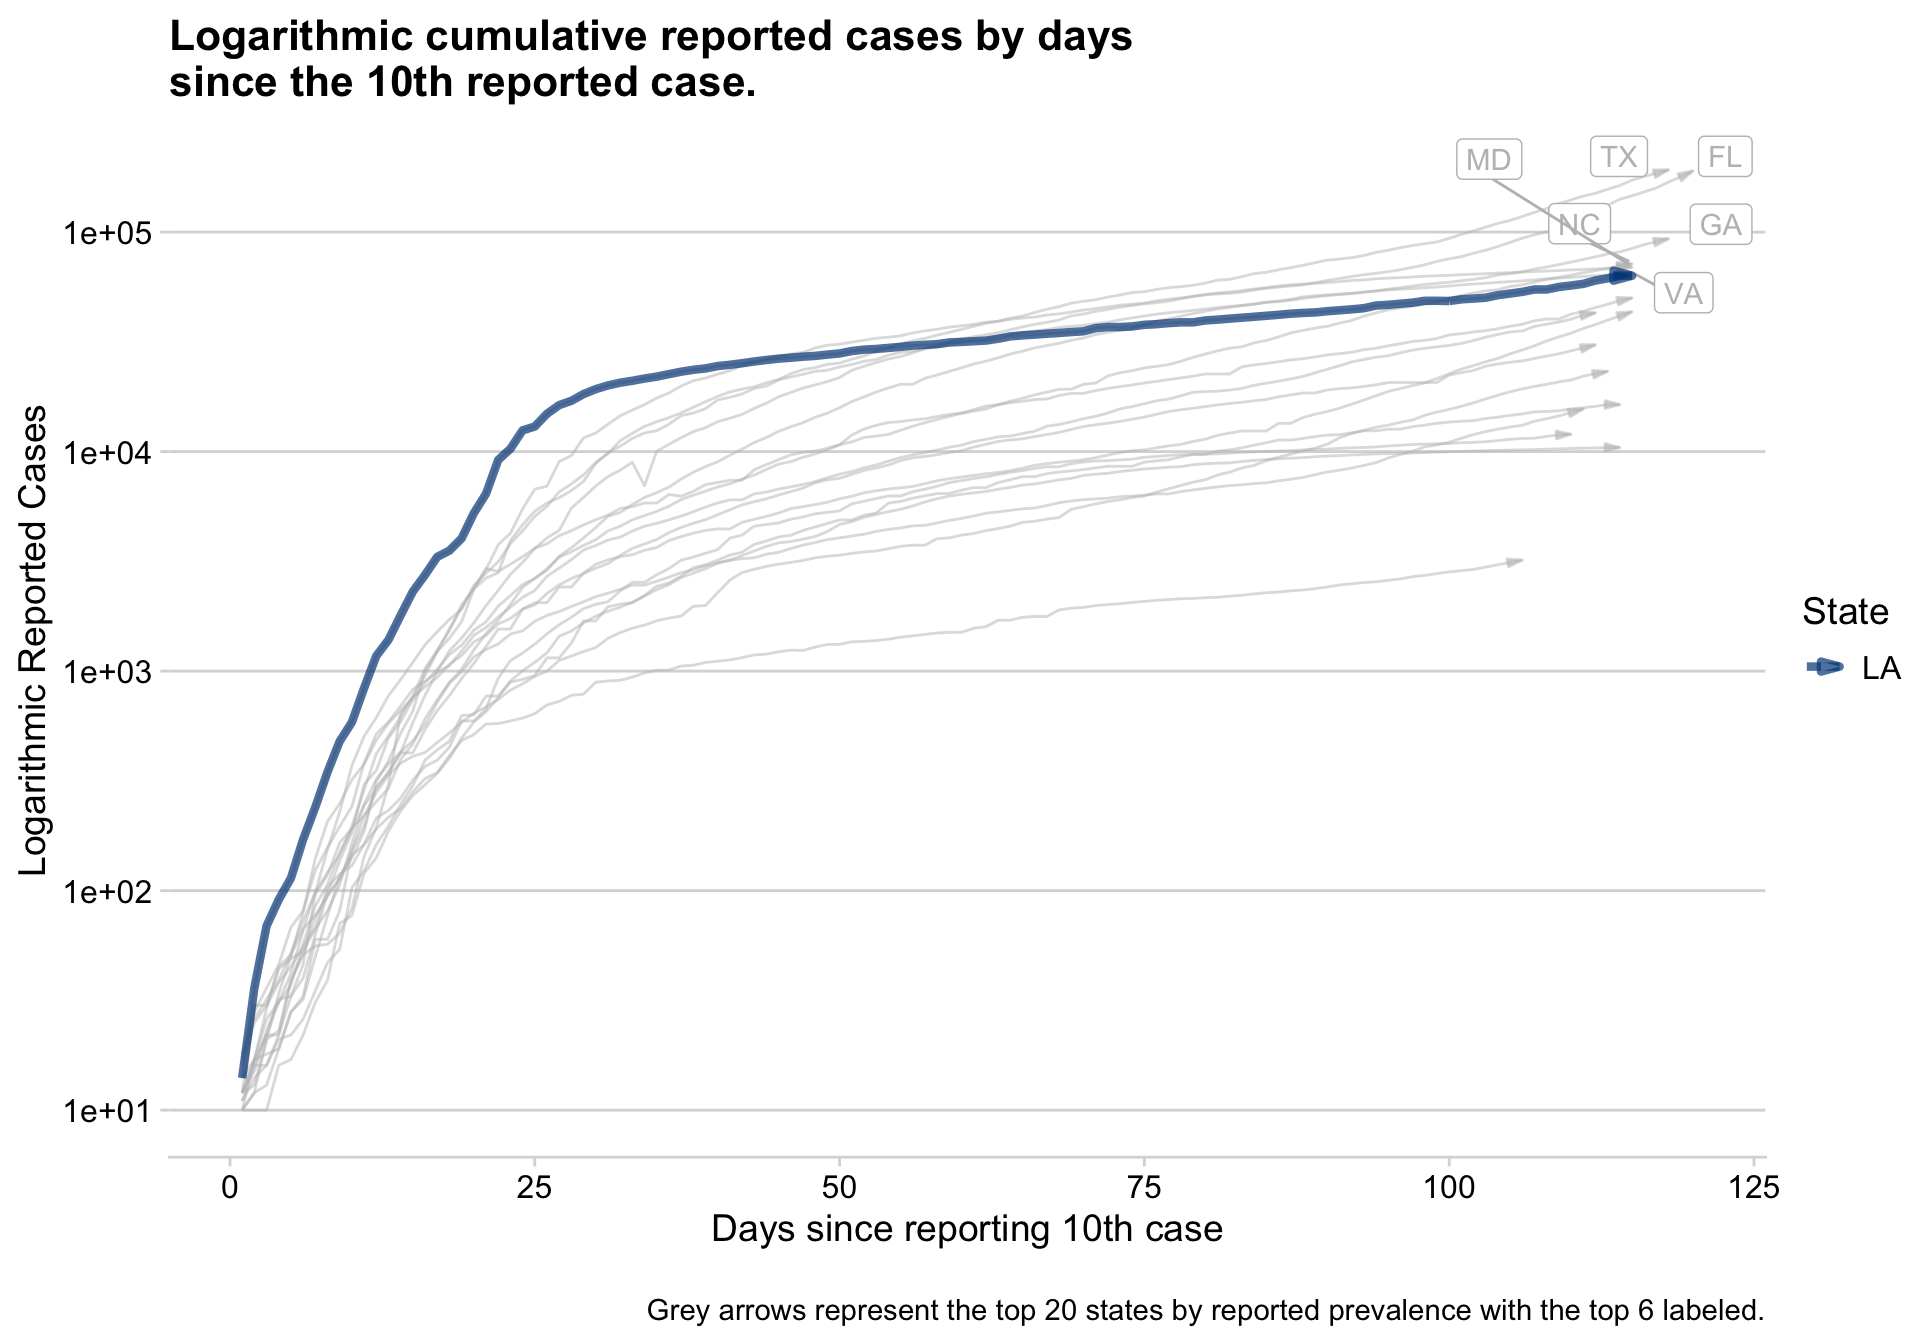 Logarithmic cumulative reported cases by days
since the 10th reported case.
MD
TX
FL
NC
GA
VA
1e+05
1e+04
1e+03
1e+02
1e+01
Logarithmic Reported Cases
State
LA
0
25
50
75
100
125
Days since reporting 10th case
Grey arrows represent the top 20 states by reported prevalence with the top 6 labeled.